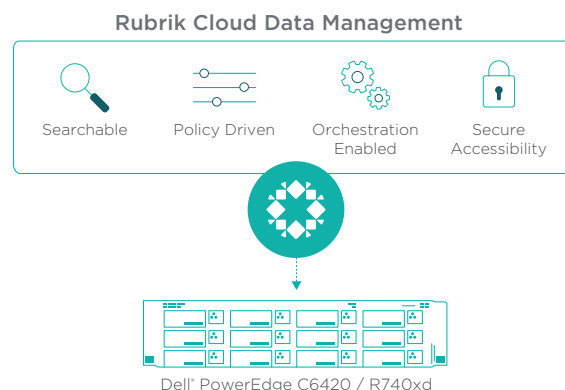 Rubrik Cloud Data Management
Searchable
Policy Driven
Orchestration
Enabled
Secure
Accessibility
Dell® PowerEdge C6420 / R740xd